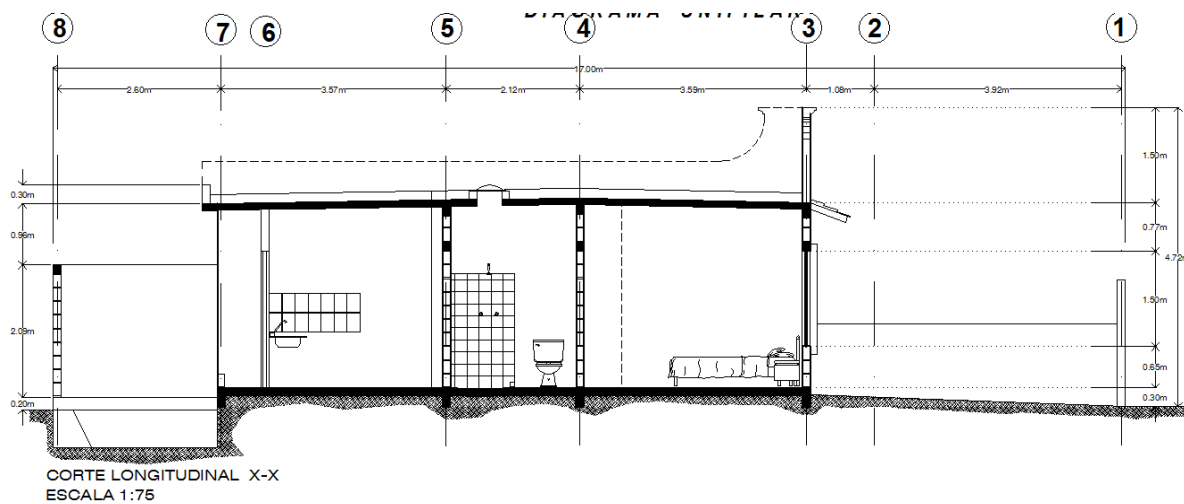 DIAGRAMA UNIFILAR
8 7 6 5 4 3 2 1
17.00m
2.60m 3.57m 2.12m 3.59m 1.08m 3.92m
0.30m
0.96m
2.09m
0.20m
1.50m
0.77m
4.72m
1.50m
0.65m
0.30m
CORTE LONGITUDINAL X-X
ESCALA 1:75